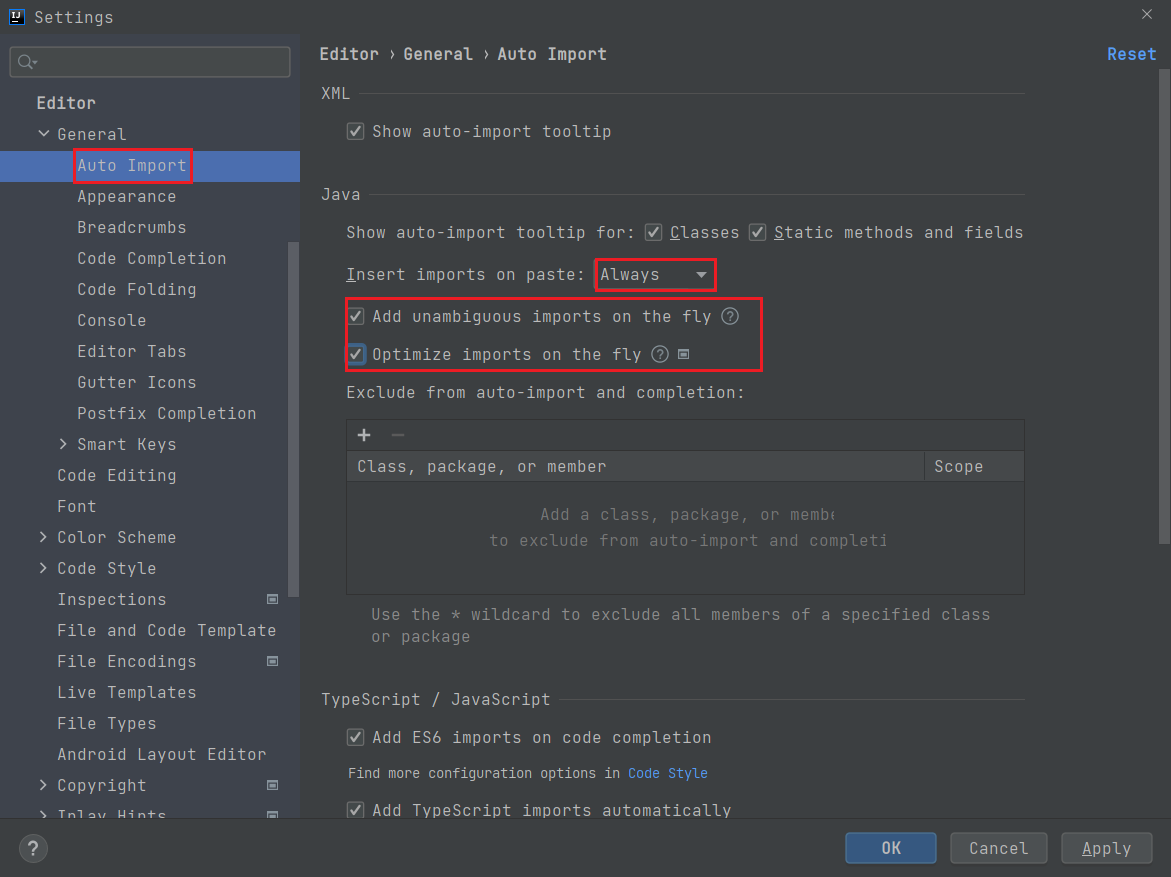 IJ Settings
Editor
General
Auto Import
Appearance
Breadcrumbs
Code Completion
Code Folding
Console
Editor Tabs
Gutter Icons
Postfix Completion
Smart Keys
Code Editing
Font
Color Scheme
Code Style
Inspections
File and Code Template
File Encodings
Live Templates
File Types
Android Layout Editor
Copyright
Inlay Hints
Editor › General › Auto Import
Reset
XML
Show auto-import tooltip
Java
Show auto-import tooltip for: Classes Static methods and fields
Insert imports on paste: Always
Add unambiguous imports on the fly ?
Optimize imports on the fly ?
Exclude from auto-import and completion:
+ −
Class, package, or member Scope
Add a class, package, or membe
to exclude from auto-import and completi
Use the * wildcard to exclude all members of a specified class
or package
TypeScript / JavaScript
Add ES6 imports on code completion
Find more configuration options in Code Style
Add TypeScript imports automatically
? OK Cancel Apply